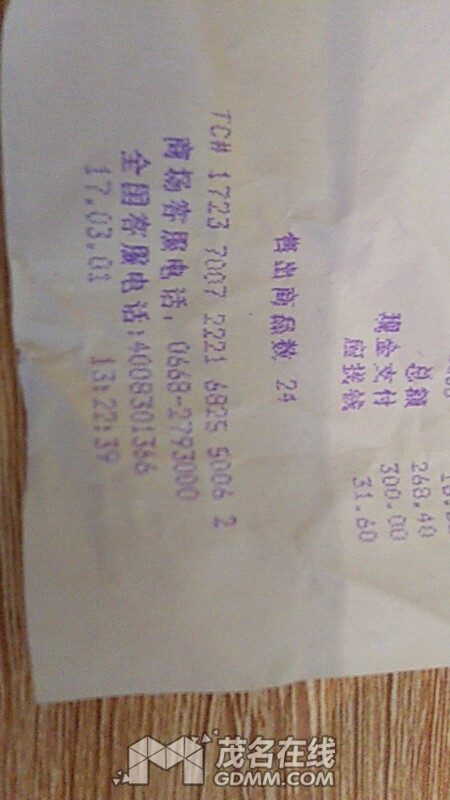 总额 268.40
现金支付 300.00
应找钱 31.60
售出商品数 24
TC# 1723 7007 2221 6825 5006 2
商场客服电话: 0668-2793000
全国客服电话:4008301366
17.03.01 13:22:39
茂名在线
GDMM.COM